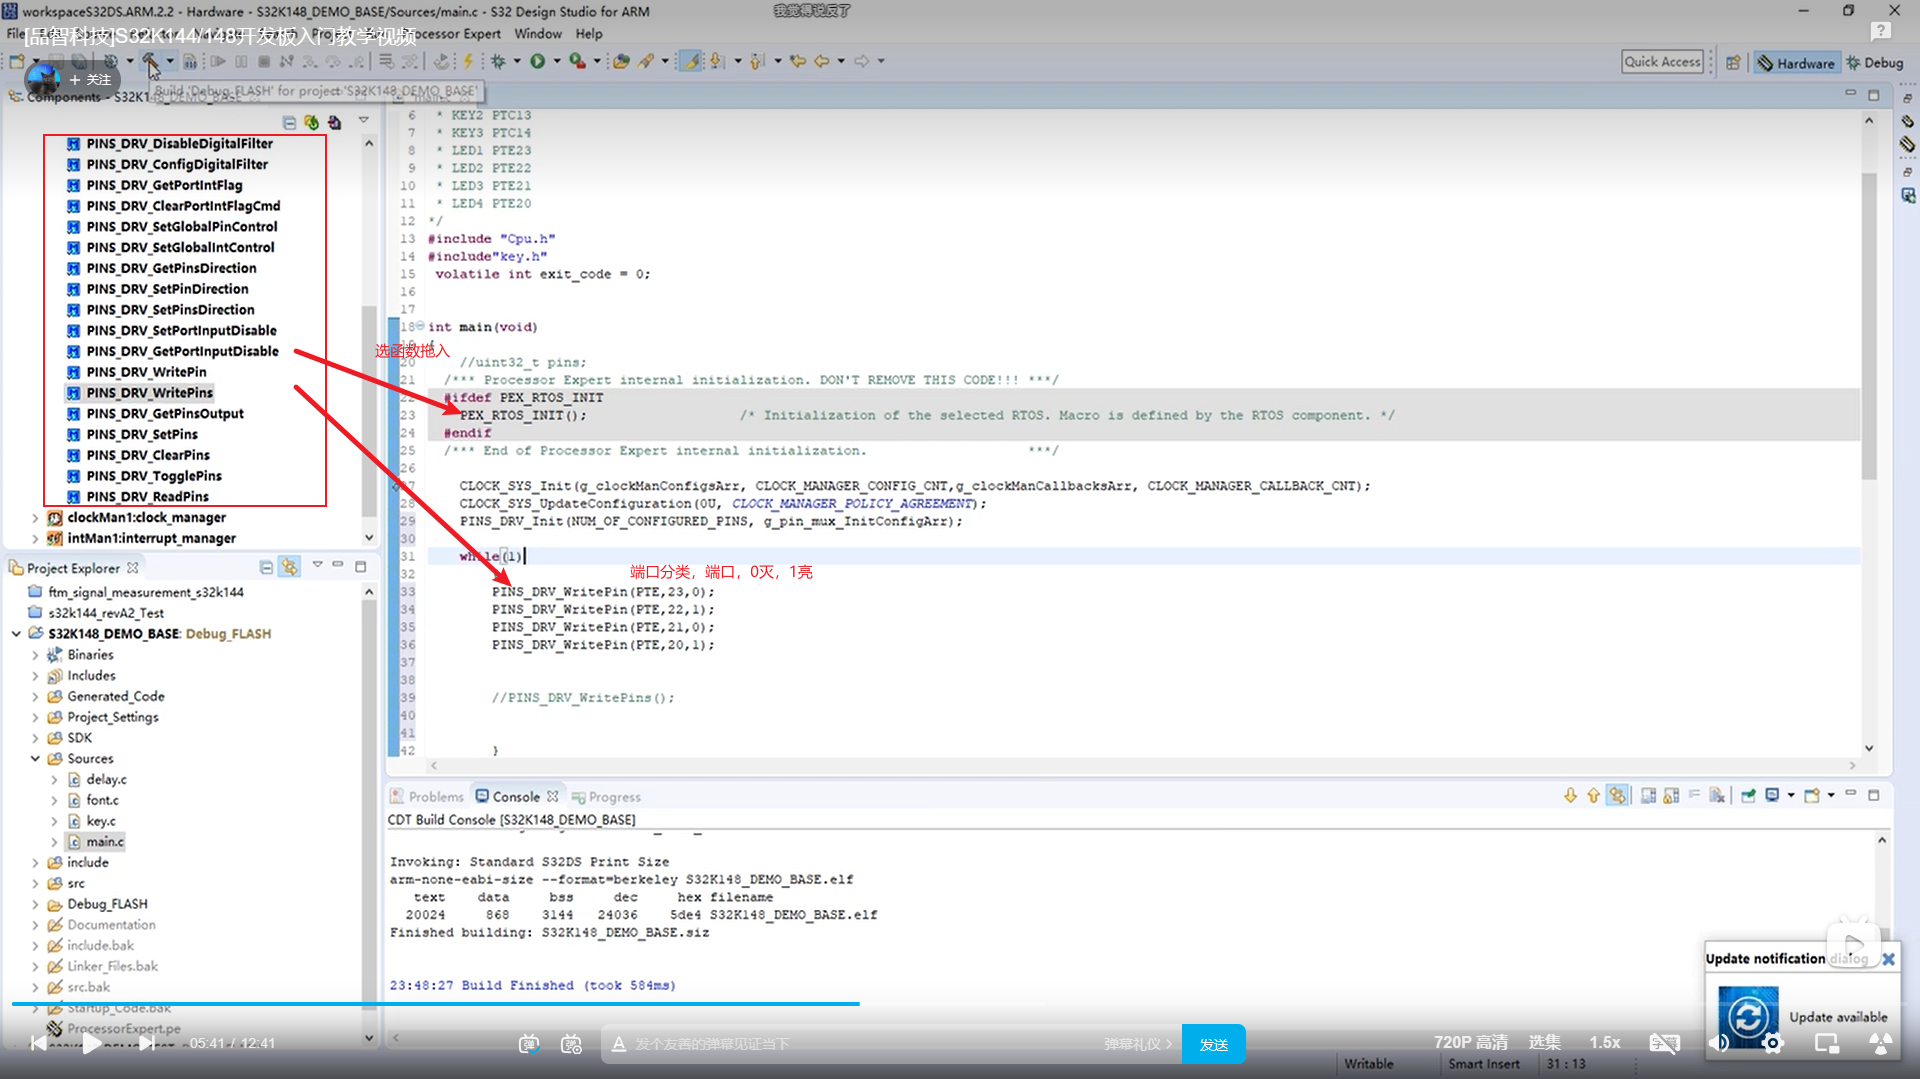 我觉得说反了
workspaceS32DS.ARM.2.2 - Hardware - S32K148_DEMO_BASE/Sources/main.c - S32 Design Studio for ARM
[品智科技]S32K144/148开发板入门教学视频
Window Help
+ 关注
Quick Access
Hardware
Debug
Build 'Debug_FLASH' for project 'S32K148_DEMO_BASE'
Components - S32K148_DEMO_BASE
PINS_DRV_DisableDigitalFilter
PINS_DRV_ConfigDigitalFilter
PINS_DRV_GetPortIntFlag
PINS_DRV_ClearPortIntFlagCmd
PINS_DRV_SetGlobalPinControl
PINS_DRV_SetGlobalIntControl
PINS_DRV_GetPinsDirection
PINS_DRV_SetPinDirection
PINS_DRV_SetPinsDirection
PINS_DRV_SetPortInputDisable
PINS_DRV_GetPortInputDisable
PINS_DRV_WritePin
PINS_DRV_WritePins
PINS_DRV_GetPinsOutput
PINS_DRV_SetPins
PINS_DRV_ClearPins
PINS_DRV_TogglePins
PINS_DRV_ReadPins
clockMan1:clock_manager
intMan1:interrupt_manager
选函数拖入
6 * KEY2 PTC13
7 * KEY3 PTC14
8 * LED1 PTE23
9 * LED2 PTE22
10 * LED3 PTE21
11 * LED4 PTE20
12 */
13 #include "Cpu.h"
14 #include"key.h"
15 volatile int exit_code = 0;
16
17
18 int main(void)
20 //uint32_t pins;
21 /*** Processor Expert internal initialization. DON'T REMOVE THIS CODE!!! ***/
22 #ifdef PEX_RTOS_INIT
23 PEX_RTOS_INIT(); /* Initialization of the selected RTOS. Macro is defined by the RTOS component. */
24 #endif
25 /*** End of Processor Expert internal initialization. ***/
26
27 CLOCK_SYS_Init(g_clockManConfigsArr, CLOCK_MANAGER_CONFIG_CNT,g_clockManCallbacksArr, CLOCK_MANAGER_CALLBACK_CNT);
28 CLOCK_SYS_UpdateConfiguration(0U, CLOCK_MANAGER_POLICY_AGREEMENT);
29 PINS_DRV_Init(NUM_OF_CONFIGURED_PINS, g_pin_mux_InitConfigArr);
30
31 while(1)
32 端口分类，端口，0灭，1亮
33 PINS_DRV_WritePin(PTE,23,0);
34 PINS_DRV_WritePin(PTE,22,1);
35 PINS_DRV_WritePin(PTE,21,0);
36 PINS_DRV_WritePin(PTE,20,1);
37
38
39 //PINS_DRV_WritePins();
40
41
42 }
Project Explorer
ftm_signal_measurement_s32k144
s32k144_revA2_Test
S32K148_DEMO_BASE: Debug_FLASH
Binaries
Includes
Generated_Code
Project_Settings
SDK
Sources
delay.c
font.c
key.c
main.c
include
src
Debug_FLASH
Documentation
include.bak
Linker_Files.bak
src.bak
Startup_Code.bak
ProcessorExpert.pe
Problems Console Progress
CDT Build Console [S32K148_DEMO_BASE]
Invoking: Standard S32DS Print Size
arm-none-eabi-size --format=berkeley S32K148_DEMO_BASE.elf
text data bss dec hex filename
20024 868 3144 24036 5de4 S32K148_DEMO_BASE.elf
Finished building: S32K148_DEMO_BASE.siz
23:48:27 Build Finished (took 584ms)
Update notification dialog
Update available
05:41 / 12:41
发个友善的弹幕见证当下
弹幕礼仪
发送
720P 高清
选集
1.5x
Writable Smart Insert 31 : 13